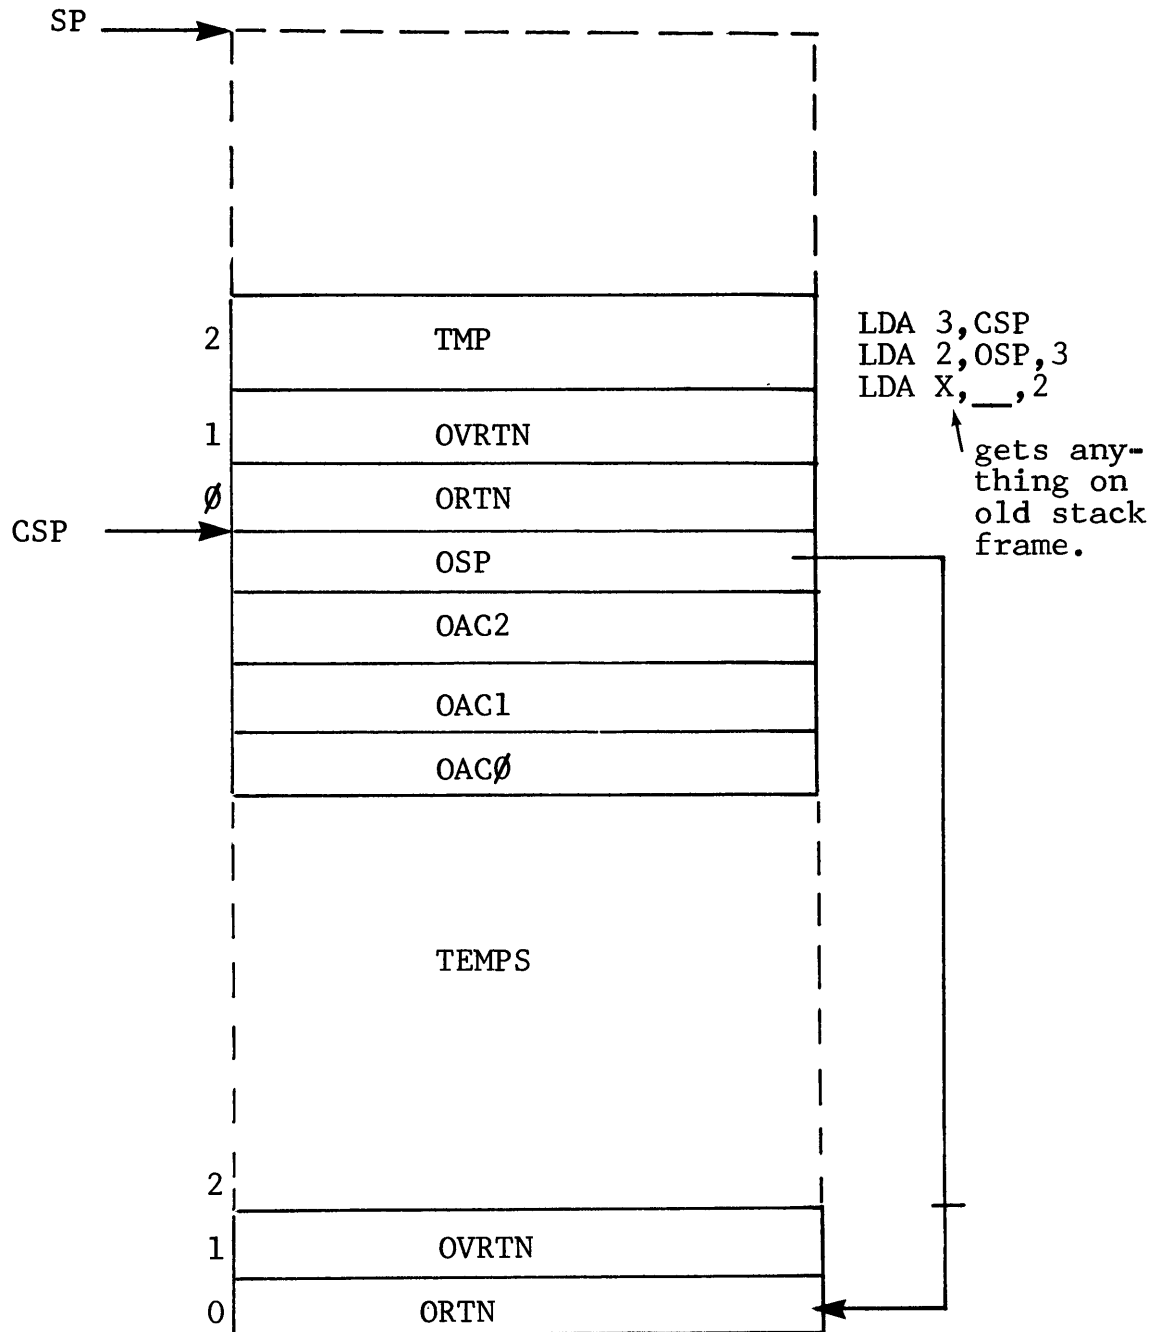 SP
2 TMP
LDA 3,CSP
LDA 2,OSP,3
LDA X,__,2
1 OVRTN
gets any-
thing on
old stack
frame.
Ø ORTN
CSP
OSP
OAC2
OAC1
OACØ
TEMPS
2
1 OVRTN
0 ORTN